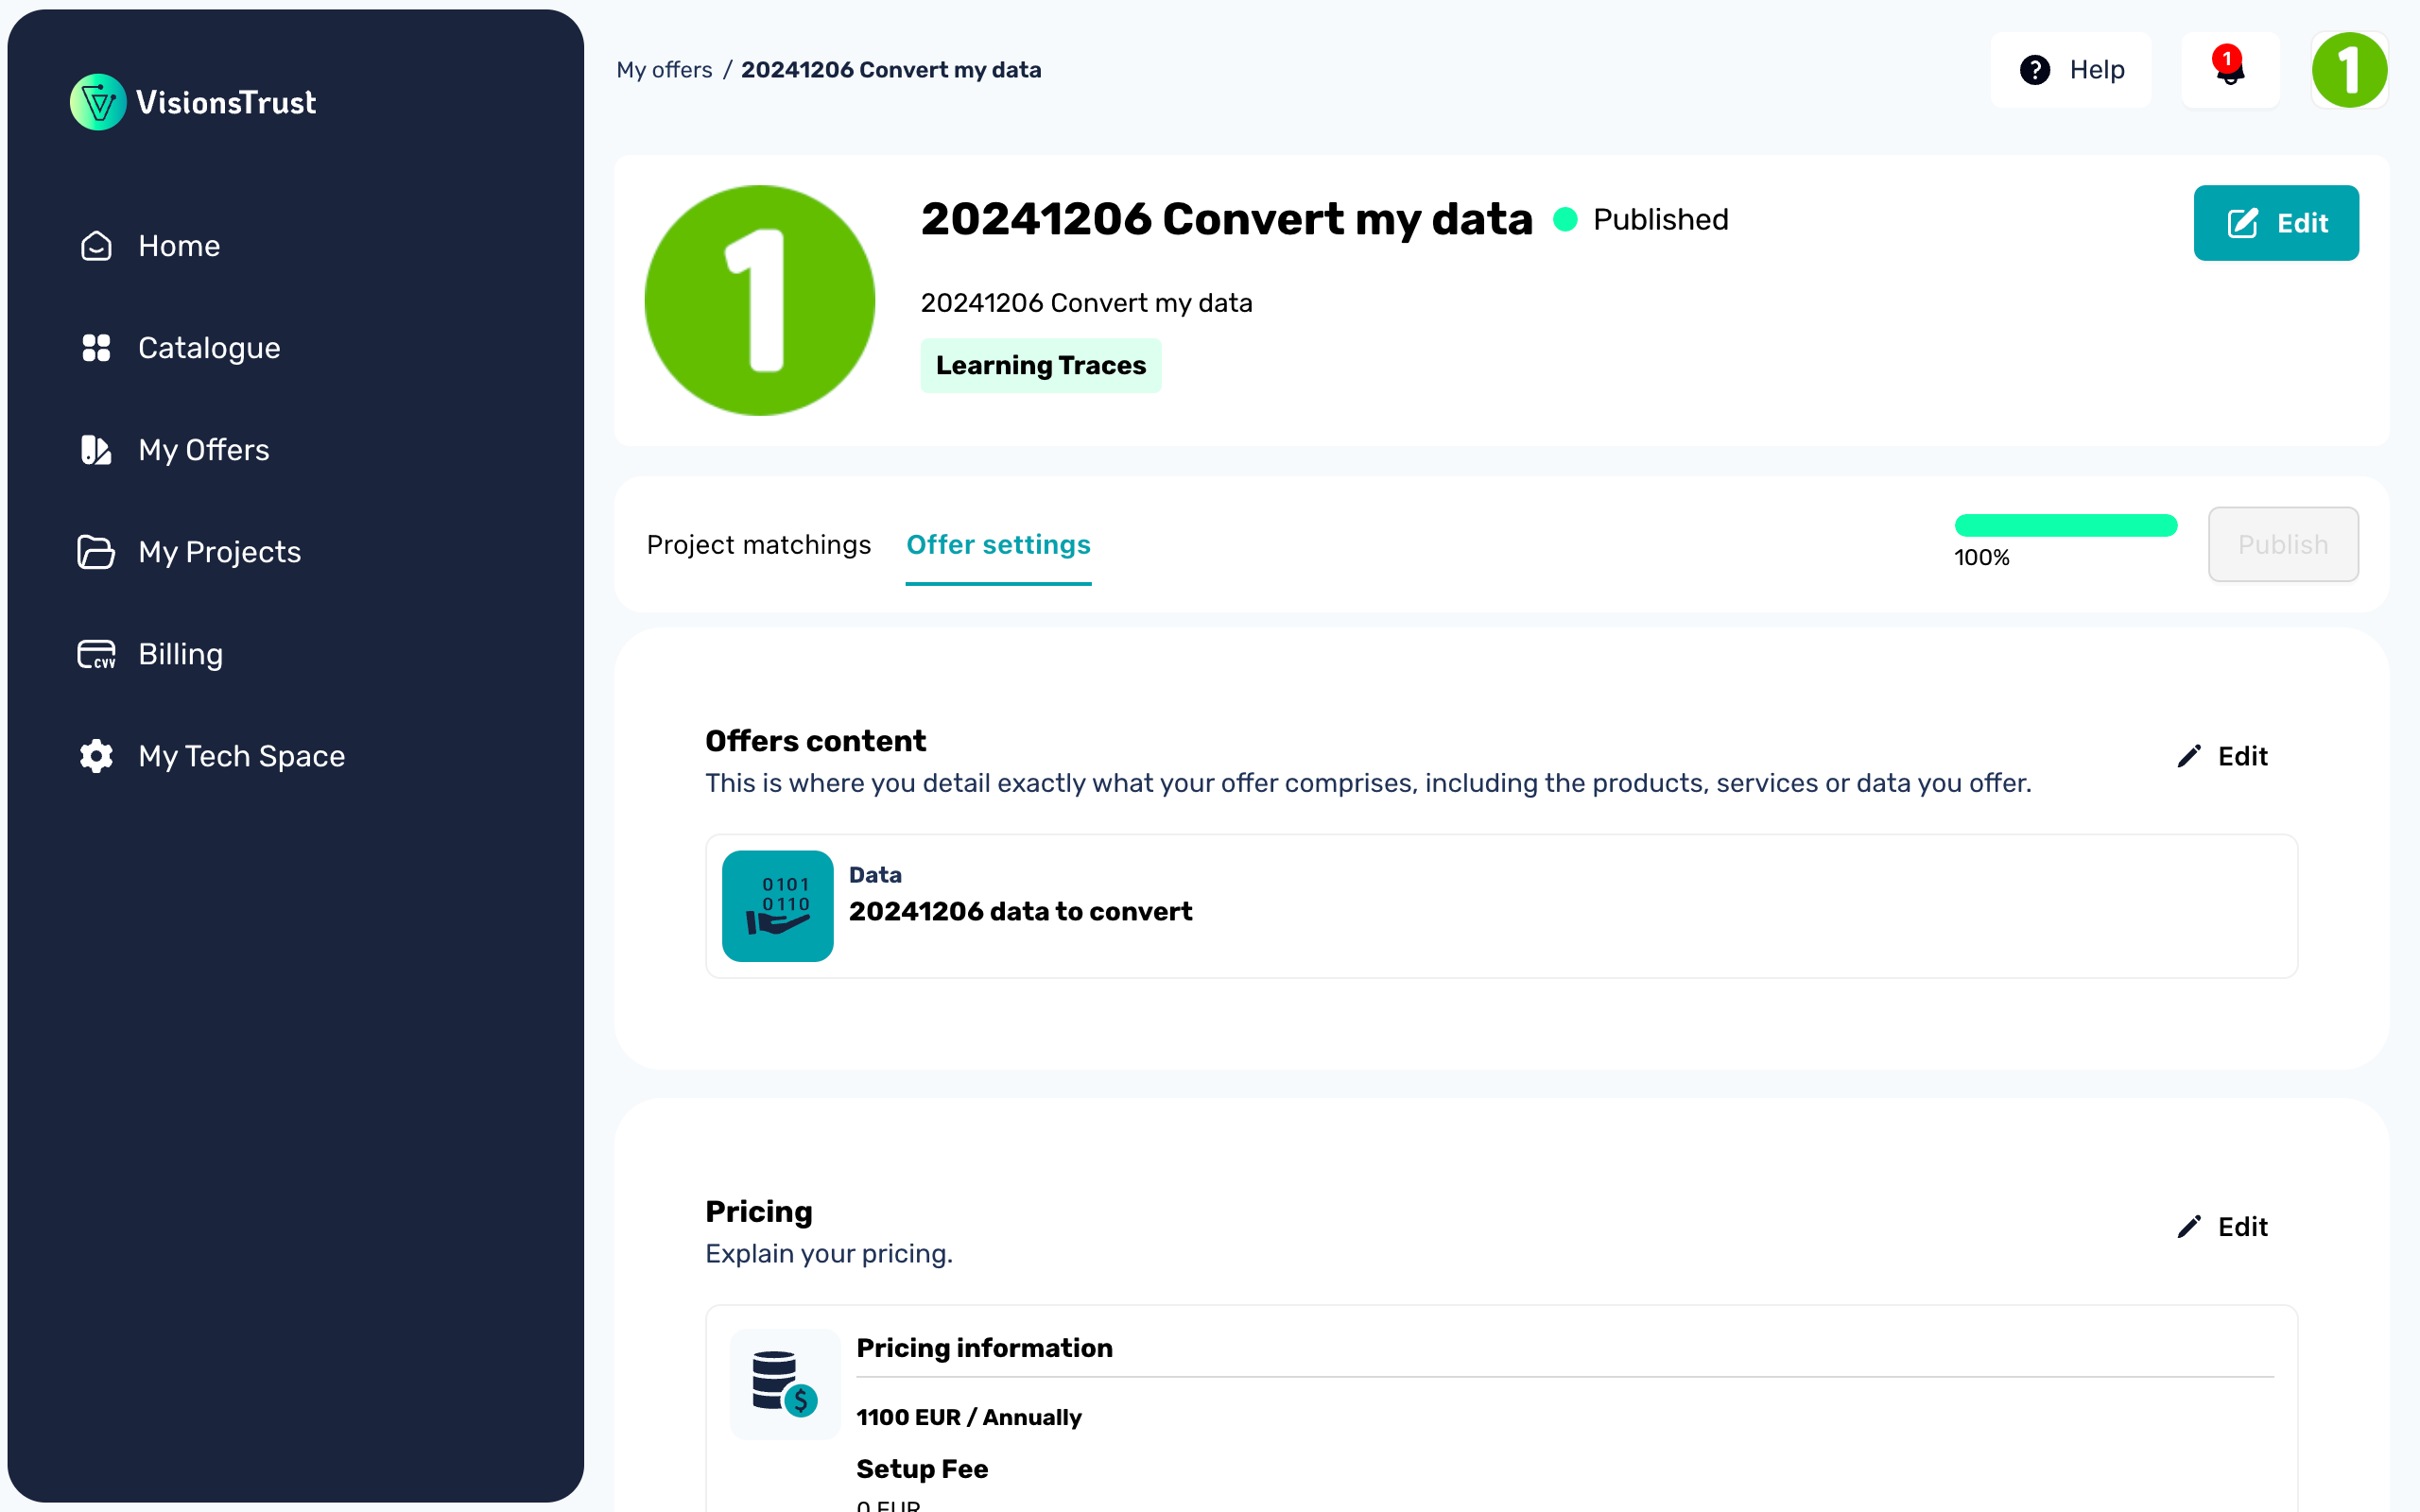 VisionsTrust
Home
Catalogue
My Offers
My Projects
CVV
Billing
My Tech Space
My offers / 20241206 Convert my data
? Help
1
1
1
20241206 Convert my data
Published
Edit
20241206 Convert my data
Learning Traces
Project matchings
Offer settings
100%
Publish
Offers content
Edit
This is where you detail exactly what your offer comprises, including the products, services or data you offer.
0101
0110
Data
20241206 data to convert
Pricing
Edit
Explain your pricing.
$
Pricing information
1100 EUR / Annually
Setup Fee
0 EUR